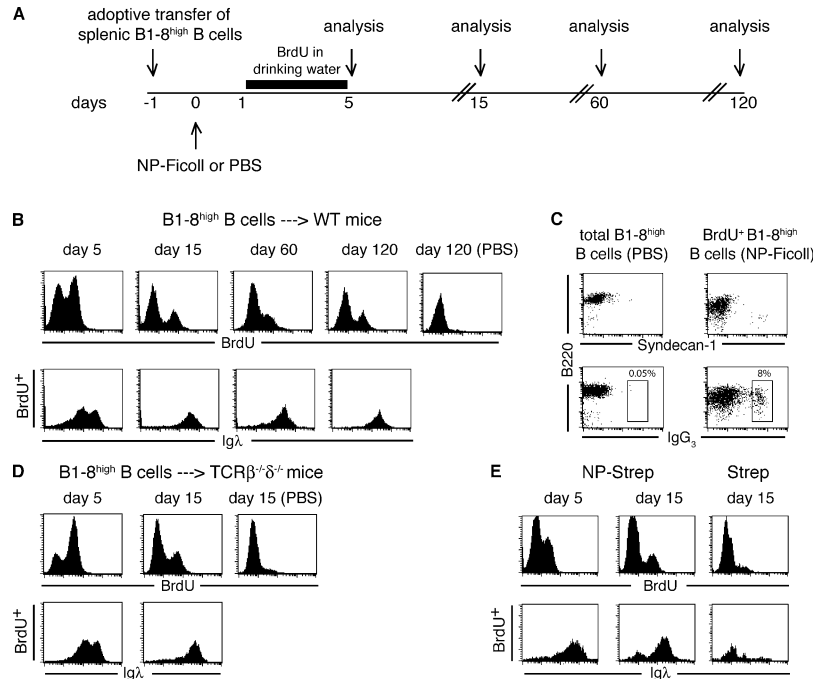 A
adoptive transfer of
splenic B1-8high B cells
BrdU in
drinking water
analysis
analysis
analysis
analysis
days
-1
0
1
5
15
60
120
NP-Ficoll or PBS
B
B1-8high B cells ---> WT mice
day 5
day 15
day 60
day 120
day 120 (PBS)
BrdU
BrdU+
Igλ
C
total B1-8high
B cells (PBS)
BrdU+ B1-8high
B cells (NP-Ficoll)
B220
Syndecan-1
0.05%
8%
IgG3
D
B1-8high B cells ---> TCRβ-/-δ-/- mice
day 5
day 15
day 15 (PBS)
BrdU
BrdU+
Igλ
E
NP-Strep
Strep
day 5
day 15
day 15
BrdU
BrdU+
Igλ